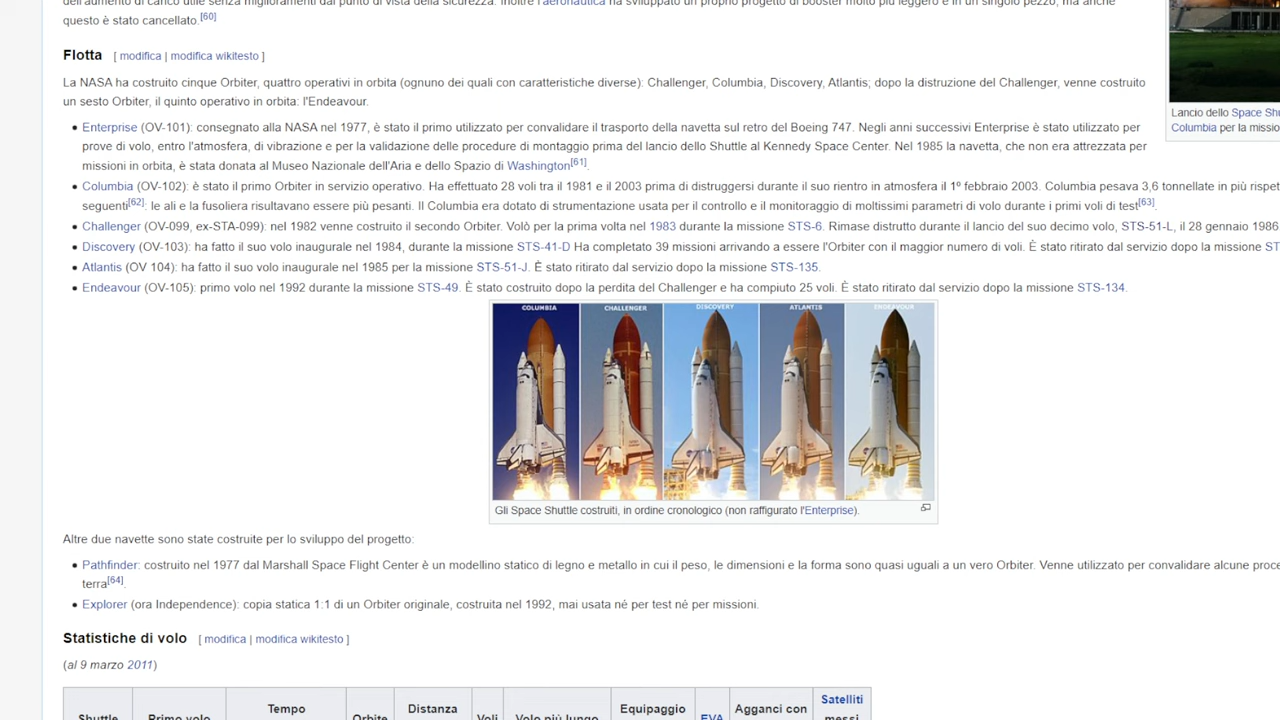 dell'aumento di carico utile senza miglioramenti dal punto di vista della sicurezza. Inoltre l'aeronautica ha sviluppato un proprio progetto di booster molto più leggero e in un singolo pezzo, ma anche
questo è stato cancellato.[60]
Flotta [ modifica | modifica wikitesto ]
La NASA ha costruito cinque Orbiter, quattro operativi in orbita (ognuno dei quali con caratteristiche diverse): Challenger, Columbia, Discovery, Atlantis; dopo la distruzione del Challenger, venne costruito
un sesto Orbiter, il quinto operativo in orbita: l'Endeavour.
Lancio dello Space Shu
Columbia per la missio
• Enterprise (OV-101): consegnato alla NASA nel 1977, è stato il primo utilizzato per convalidare il trasporto della navetta sul retro del Boeing 747. Negli anni successivi Enterprise è stato utilizzato per
prove di volo, entro l'atmosfera, di vibrazione e per la validazione delle procedure di montaggio prima del lancio dello Shuttle al Kennedy Space Center. Nel 1985 la navetta, che non era attrezzata per
missioni in orbita, è stata donata al Museo Nazionale dell'Aria e dello Spazio di Washington[61].
• Columbia (OV-102): è stato il primo Orbiter in servizio operativo. Ha effettuato 28 voli tra il 1981 e il 2003 prima di distruggersi durante il suo rientro in atmosfera il 1º febbraio 2003. Columbia pesava 3,6 tonnellate in più rispet
seguenti[62]: le ali e la fusoliera risultavano essere più pesanti. Il Columbia era dotato di strumentazione usata per il controllo e il monitoraggio di moltissimi parametri di volo durante i primi voli di test[63].
• Challenger (OV-099, ex-STA-099): nel 1982 venne costruito il secondo Orbiter. Volò per la prima volta nel 1983 durante la missione STS-6. Rimase distrutto durante il lancio del suo decimo volo, STS-51-L, il 28 gennaio 1986
• Discovery (OV-103): ha fatto il suo volo inaugurale nel 1984, durante la missione STS-41-D Ha completato 39 missioni arrivando a essere l'Orbiter con il maggior numero di voli. É stato ritirato dal servizio dopo la missione ST
• Atlantis (OV 104): ha fatto il suo volo inaugurale nel 1985 per la missione STS-51-J. È stato ritirato dal servizio dopo la missione STS-135.
• Endeavour (OV-105): primo volo nel 1992 durante la missione STS-49. È stato costruito dopo la perdita del Challenger e ha compiuto 25 voli. È stato ritirato dal servizio dopo la missione STS-134.
COLUMBIA CHALLENGER DISCOVERY ATLANTIS ENDEAVOUR
Gli Space Shuttle costruiti, in ordine cronologico (non raffigurato l'Enterprise).
Altre due navette sono state costruite per lo sviluppo del progetto:
• Pathfinder: costruito nel 1977 dal Marshall Space Flight Center è un modellino statico di legno e metallo in cui il peso, le dimensioni e la forma sono quasi uguali a un vero Orbiter. Venne utilizzato per convalidare alcune proce
terra[64].
• Explorer (ora Independence): copia statica 1:1 di un Orbiter originale, costruita nel 1992, mai usata né per test né per missioni.
Statistiche di volo [ modifica | modifica wikitesto ]
(al 9 marzo 2011)
Shuttle Primo volo Tempo Orbite Distanza Voli Volo più lungo Equipaggio EVA Agganci con Satelliti
messi